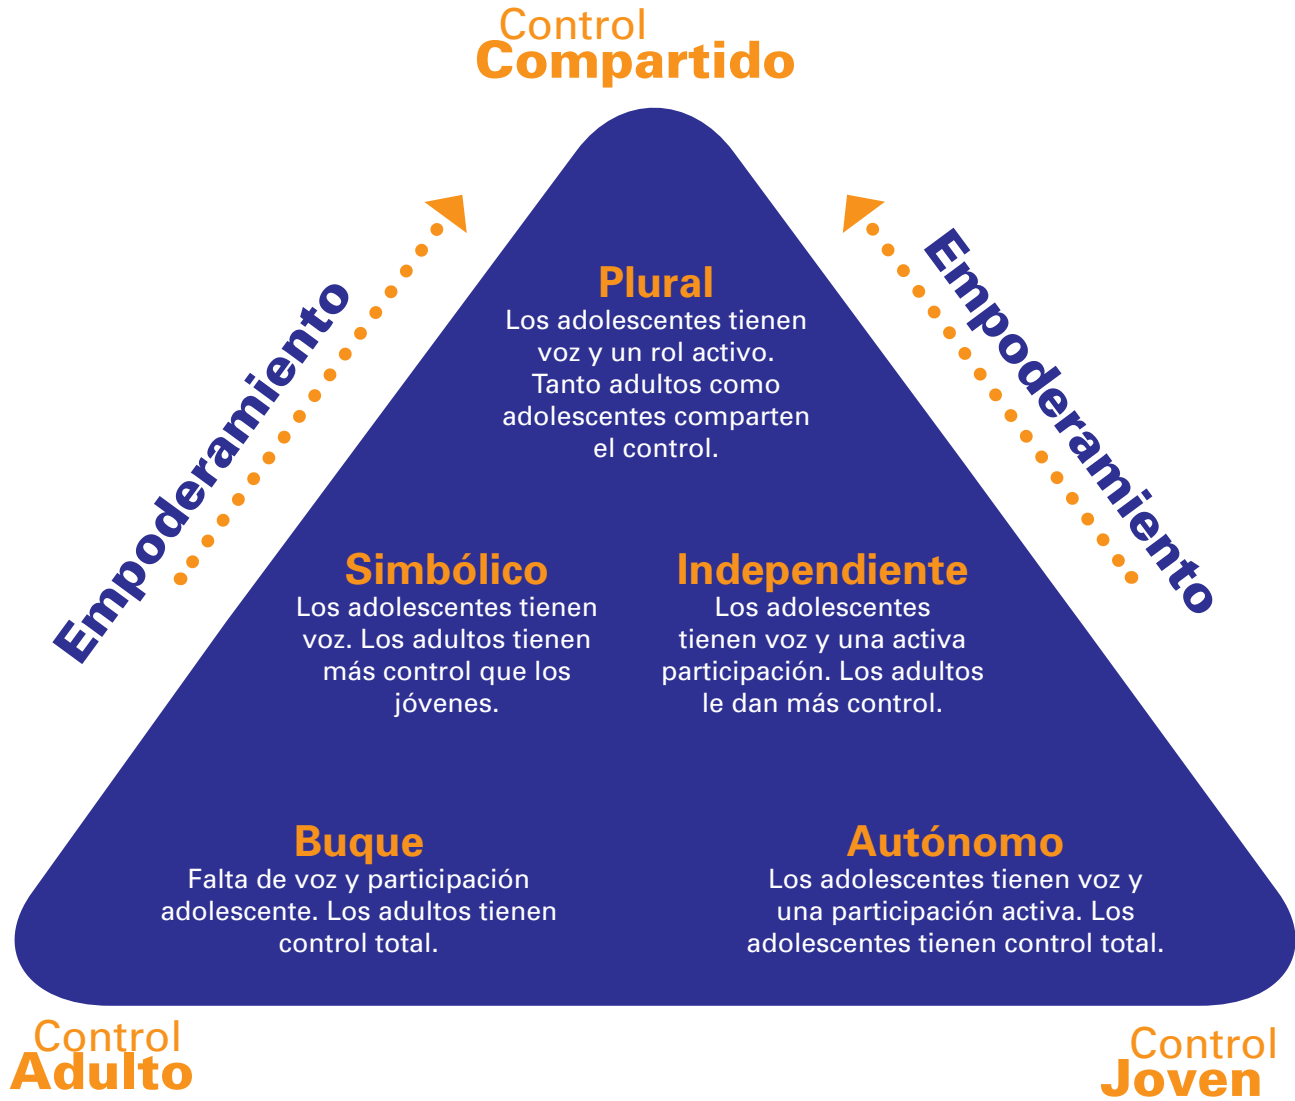 Control
Compartido
Empoderamiento
Empoderamiento
Plural
Los adolescentes tienen
voz y un rol activo.
Tanto adultos como
adolescentes comparten
el control.
Simbólico
Los adolescentes tienen
voz. Los adultos tienen
más control que los
jóvenes.
Independiente
Los adolescentes
tienen voz y una activa
participación. Los adultos
le dan más control.
Buque
Falta de voz y participación
adolescente. Los adultos tienen
control total.
Autónomo
Los adolescentes tienen voz y
una participación activa. Los
adolescentes tienen control total.
Control
Adulto
Control
Joven